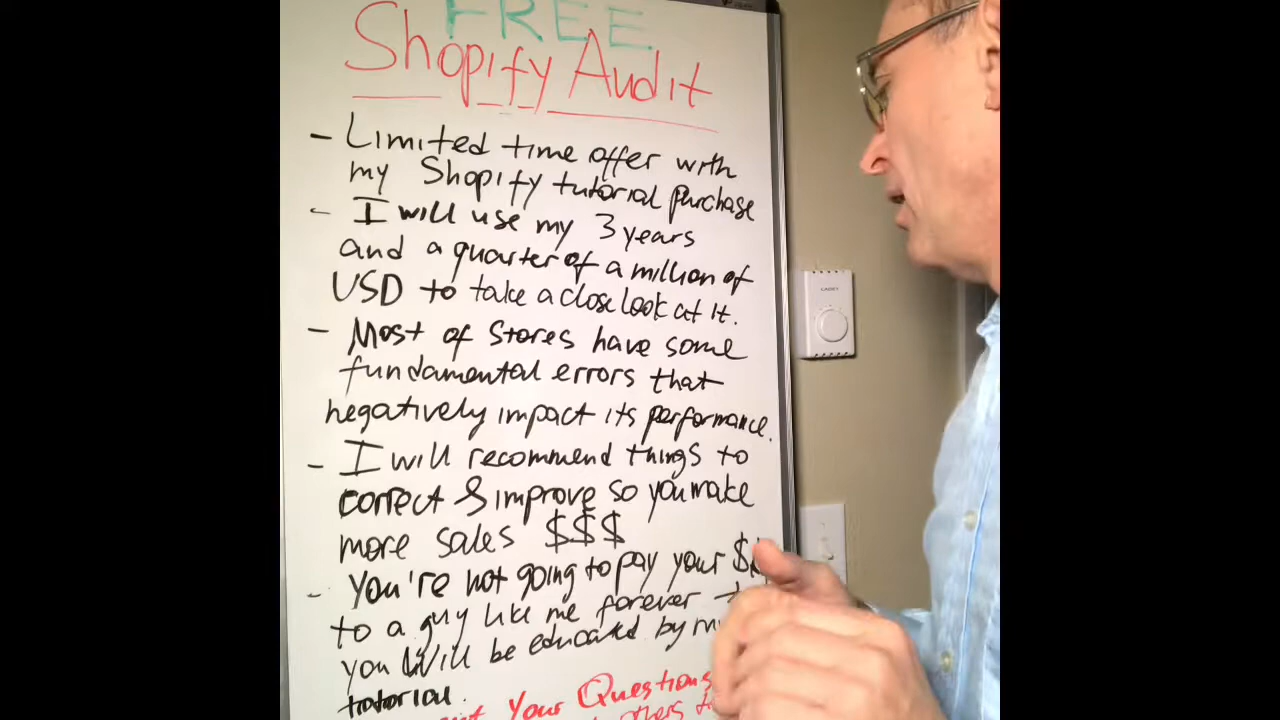 FREE
Shopify Audit
- Limited time offer with
my Shopify tutorial purchase
- I will use my 3 years
and a quarter of a million of
USD to take a close look at it.
- Most of stores have some
fundamental errors that
negatively impact its performance.
- I will recommend things to
correct & improve so you make
more sales $$$
- You're not going to pay your $
to a guy like me forever
you will be educated by my
tutorial.
Your Questions
others